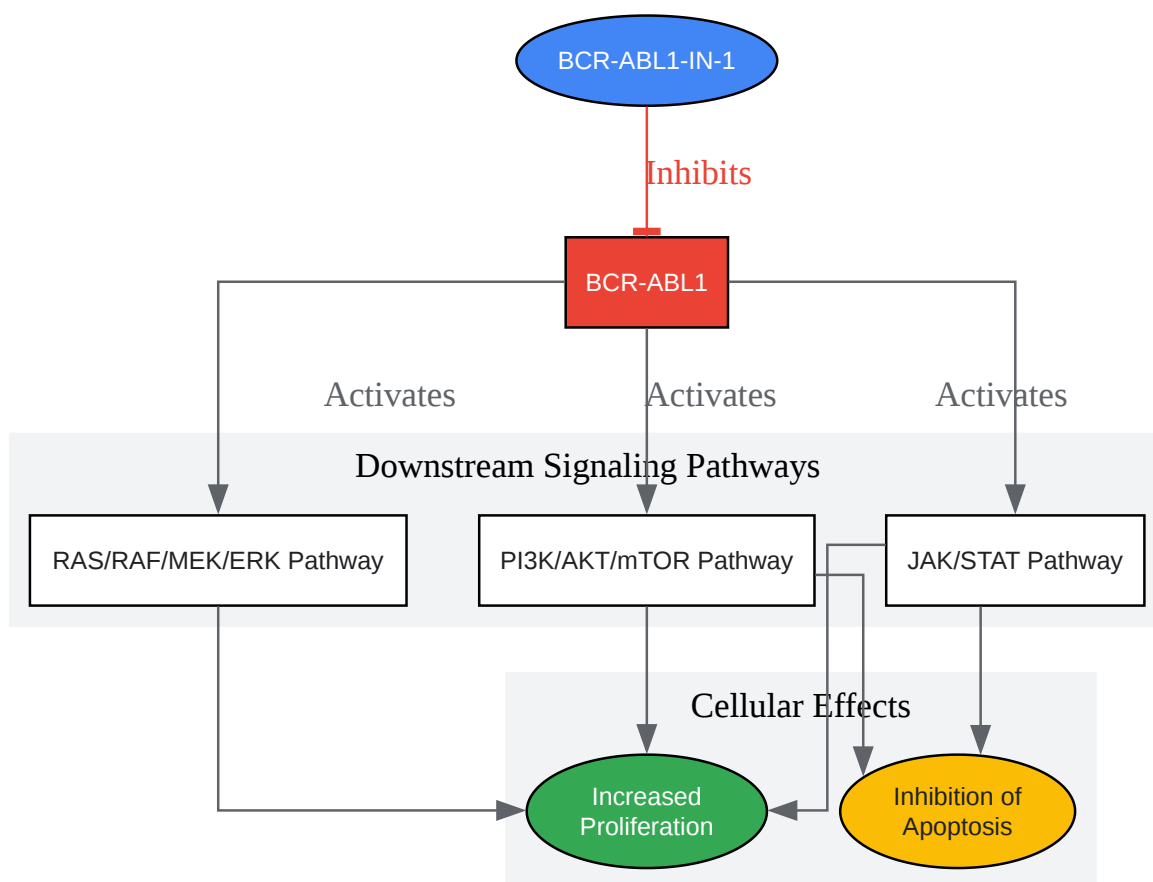 BCR-ABL1-IN-1
Inhibits
BCR-ABL1
Activates
Activates
Activates
Downstream Signaling Pathways
RAS/RAF/MEK/ERK Pathway
PI3K/AKT/mTOR Pathway
JAK/STAT Pathway
Cellular Effects
Increased
Proliferation
Inhibition of
Apoptosis